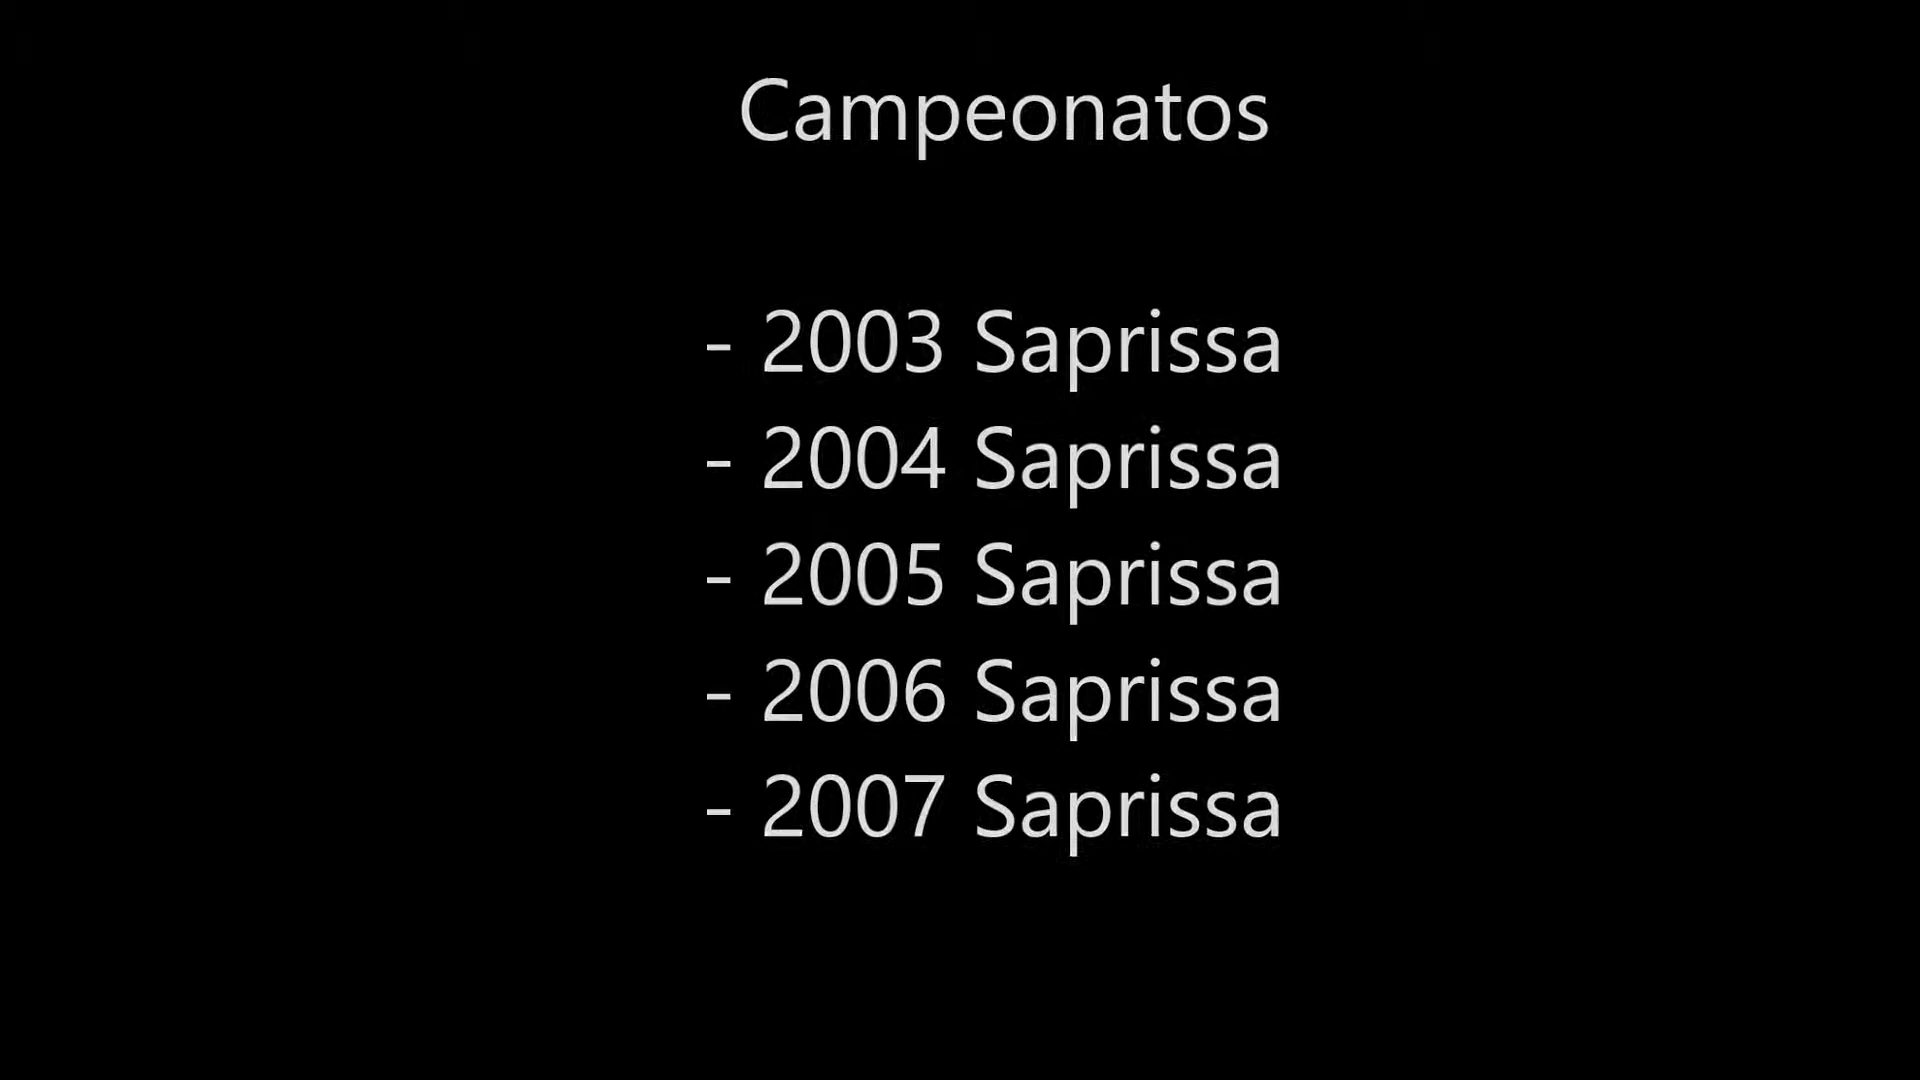 Campeonatos
- 2003 Saprissa
- 2004 Saprissa
- 2005 Saprissa
- 2006 Saprissa
- 2007 Saprissa